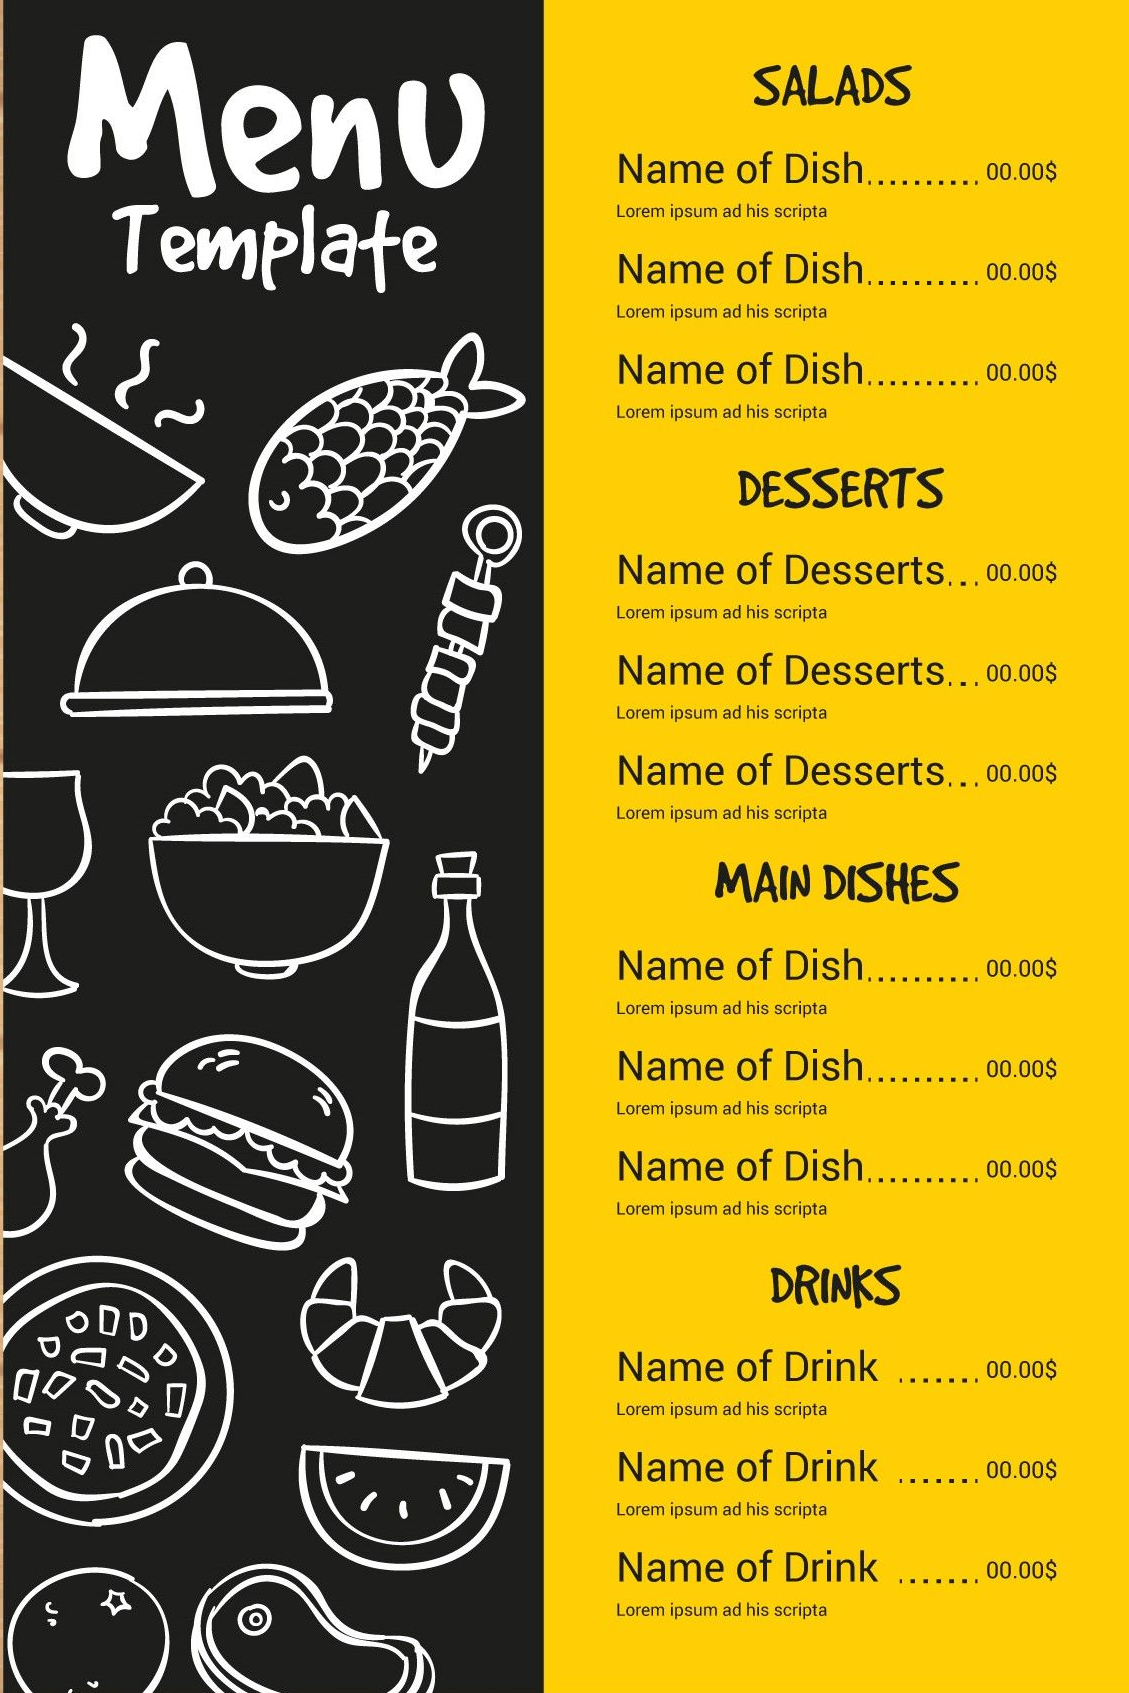 Menu
Template
SALADS
Name of Dish.......... 00.00$
Lorem ipsum ad his scripta
Name of Dish.......... 00.00$
Lorem ipsum ad his scripta
Name of Dish.......... 00.00$
Lorem ipsum ad his scripta
DESSERTS
Name of Desserts... 00.00$
Lorem ipsum ad his scripta
Name of Desserts... 00.00$
Lorem ipsum ad his scripta
Name of Desserts... 00.00$
Lorem ipsum ad his scripta
MAIN DISHES
Name of Dish.......... 00.00$
Lorem ipsum ad his scripta
Name of Dish.......... 00.00$
Lorem ipsum ad his scripta
Name of Dish.......... 00.00$
Lorem ipsum ad his scripta
DRINKS
Name of Drink ....... 00.00$
Lorem ipsum ad his scripta
Name of Drink ....... 00.00$
Lorem ipsum ad his scripta
Name of Drink ....... 00.00$
Lorem ipsum ad his scripta